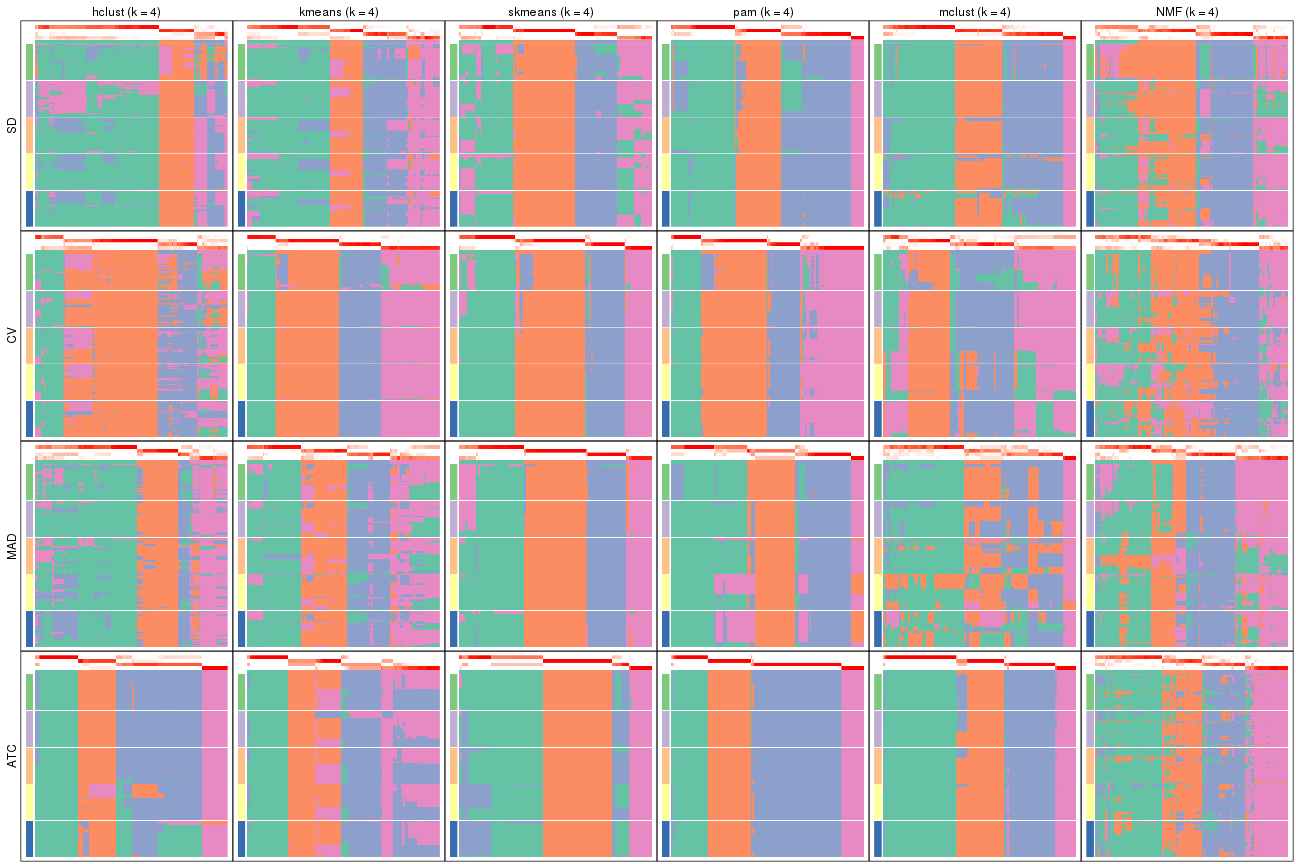 hclust (k = 4) kmeans (k = 4) skmeans (k = 4) pam (k = 4) mclust (k = 4) NMF (k = 4)
SD
CV
MAD
ATC